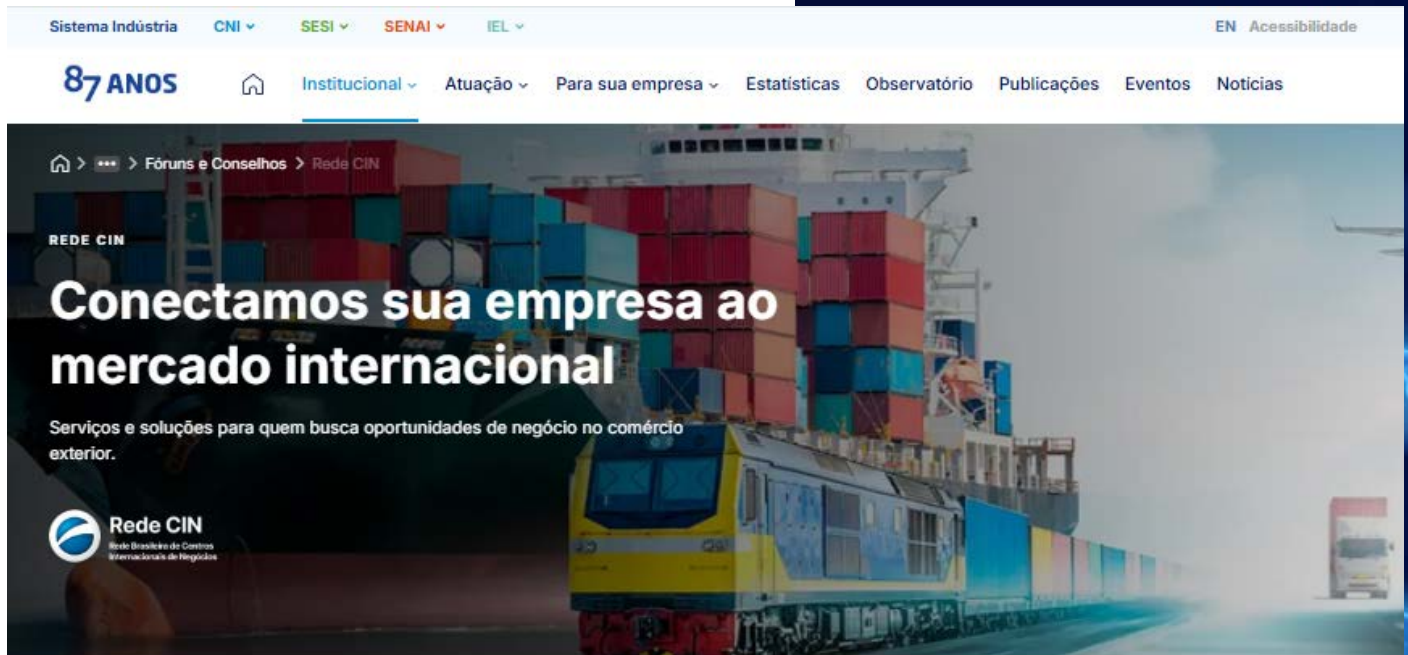 Sistema Indústria CNI SESI SENAI IEL EN Acessibilidade
87 ANOS Institucional Atuação Para sua empresa Estatísticas Observatório Publicações Eventos Notícias
> ••• > Fóruns e Conselhos > Rede CIN
REDE CIN
Conectamos sua empresa ao
mercado internacional
Serviços e soluções para quem busca oportunidades de negócio no comércio
exterior.
Rede CIN
Rede Brasileira de Centros
Internacionais de Negócios